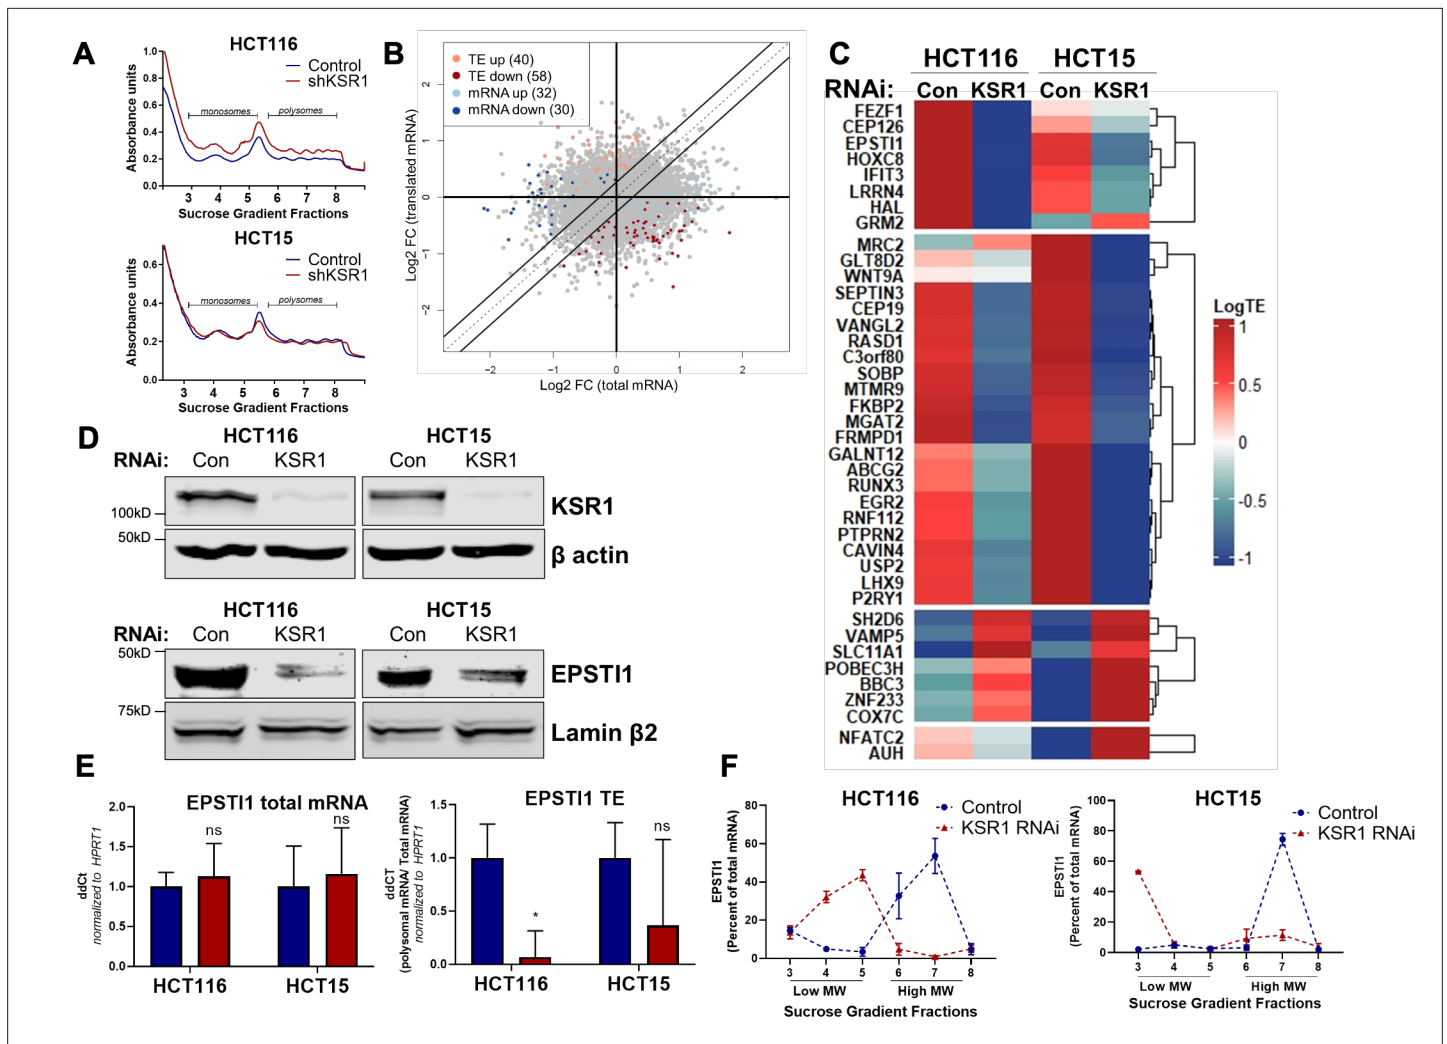 A
HCT116
Control
shKSR1
monosomes
polysomes
Absorbance units
1.0
0.8
0.6
0.4
0.2
0.0
3 4 5 6 7 8
Sucrose Gradient Fractions
HCT15
Control
shKSR1
monosomes
polysomes
Absorbance units
0.6
0.4
0.2
0.0
3 4 5 6 7 8
Sucrose Gradient Fractions
B
TE up (40)
TE down (58)
mRNA up (32)
mRNA down (30)
Log2 FC (translated mRNA)
2
1
0
−1
−2
−2 −1 0 1 2
Log2 FC (total mRNA)
C
HCT116 HCT15
RNAi: Con KSR1 Con KSR1
FEZF1
CEP126
EPSTI1
HOXC8
IFIT3
LRRN4
HAL
GRM2
MRC2
GLT8D2
WNT9A
SEPTIN3
CEP19
VANGL2
RASD1
C3orf80
SOBP
MTMR9
FKBP2
MGAT2
FRMPD1
GALNT12
ABCG2
RUNX3
EGR2
RNF112
PTPRN2
CAVIN4
USP2
LHX9
P2RY1
SH2D6
VAMP5
SLC11A1
POBEC3H
BBC3
ZNF233
COX7C
NFATC2
AUH
LogTE
1
0.5
0
-0.5
-1
D
HCT116 HCT15
RNAi: Con KSR1 Con KSR1
100kD
KSR1
50kD
β actin
HCT116 HCT15
RNAi: Con KSR1 Con KSR1
50kD
EPSTI1
75kD
Lamin β2
E
EPSTI1 total mRNA
ddCt
normalized to HPRT1
2.0
1.5
1.0
0.5
0.0
ns
ns
HCT116 HCT15
EPSTI1 TE
ddCT
(polysomal mRNA/ Total mRNA)
normalized to HPRT1
1.5
1.0
0.5
0.0
*
ns
HCT116 HCT15
F
HCT116
Control
KSR1 RNAi
EPSTI1
(Percent of total mRNA)
80
60
40
20
0
3 4 5 6 7 8
Low MW High MW
Sucrose Gradient Fractions
HCT15
Control
KSR1 RNAi
EPSTI1
(Percent of total mRNA)
100
80
60
40
20
0
3 4 5 6 7 8
Low MW High MW
Sucrose Gradient Fractions